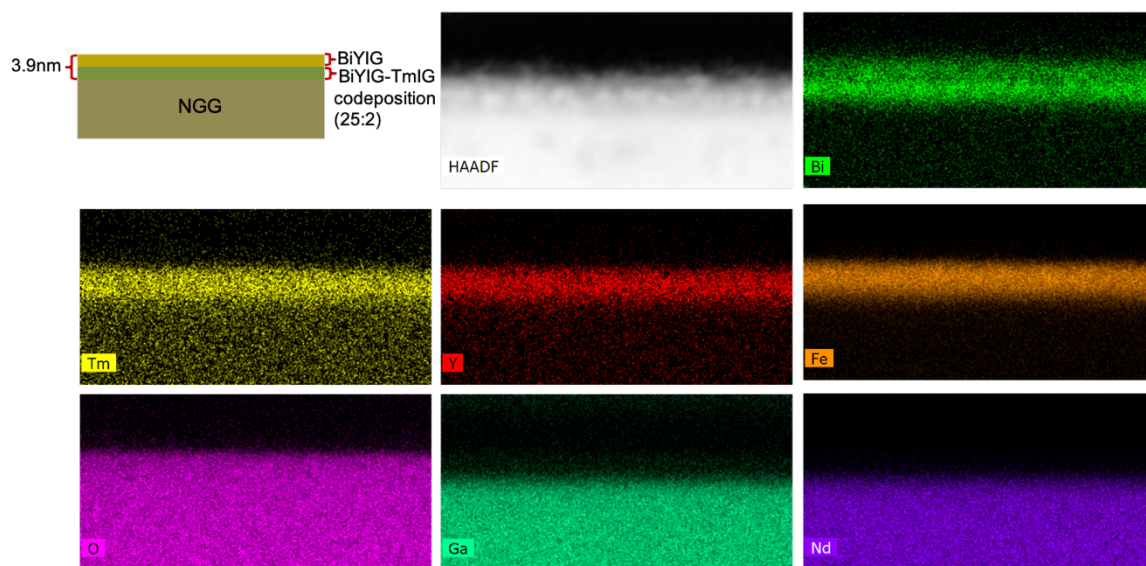 3.9nm
BiYIG
BiYIG-TmIG
codeposition
(25:2)
NGG
HAADF
Bi
Tm
Y
Fe
O
Ga
Nd